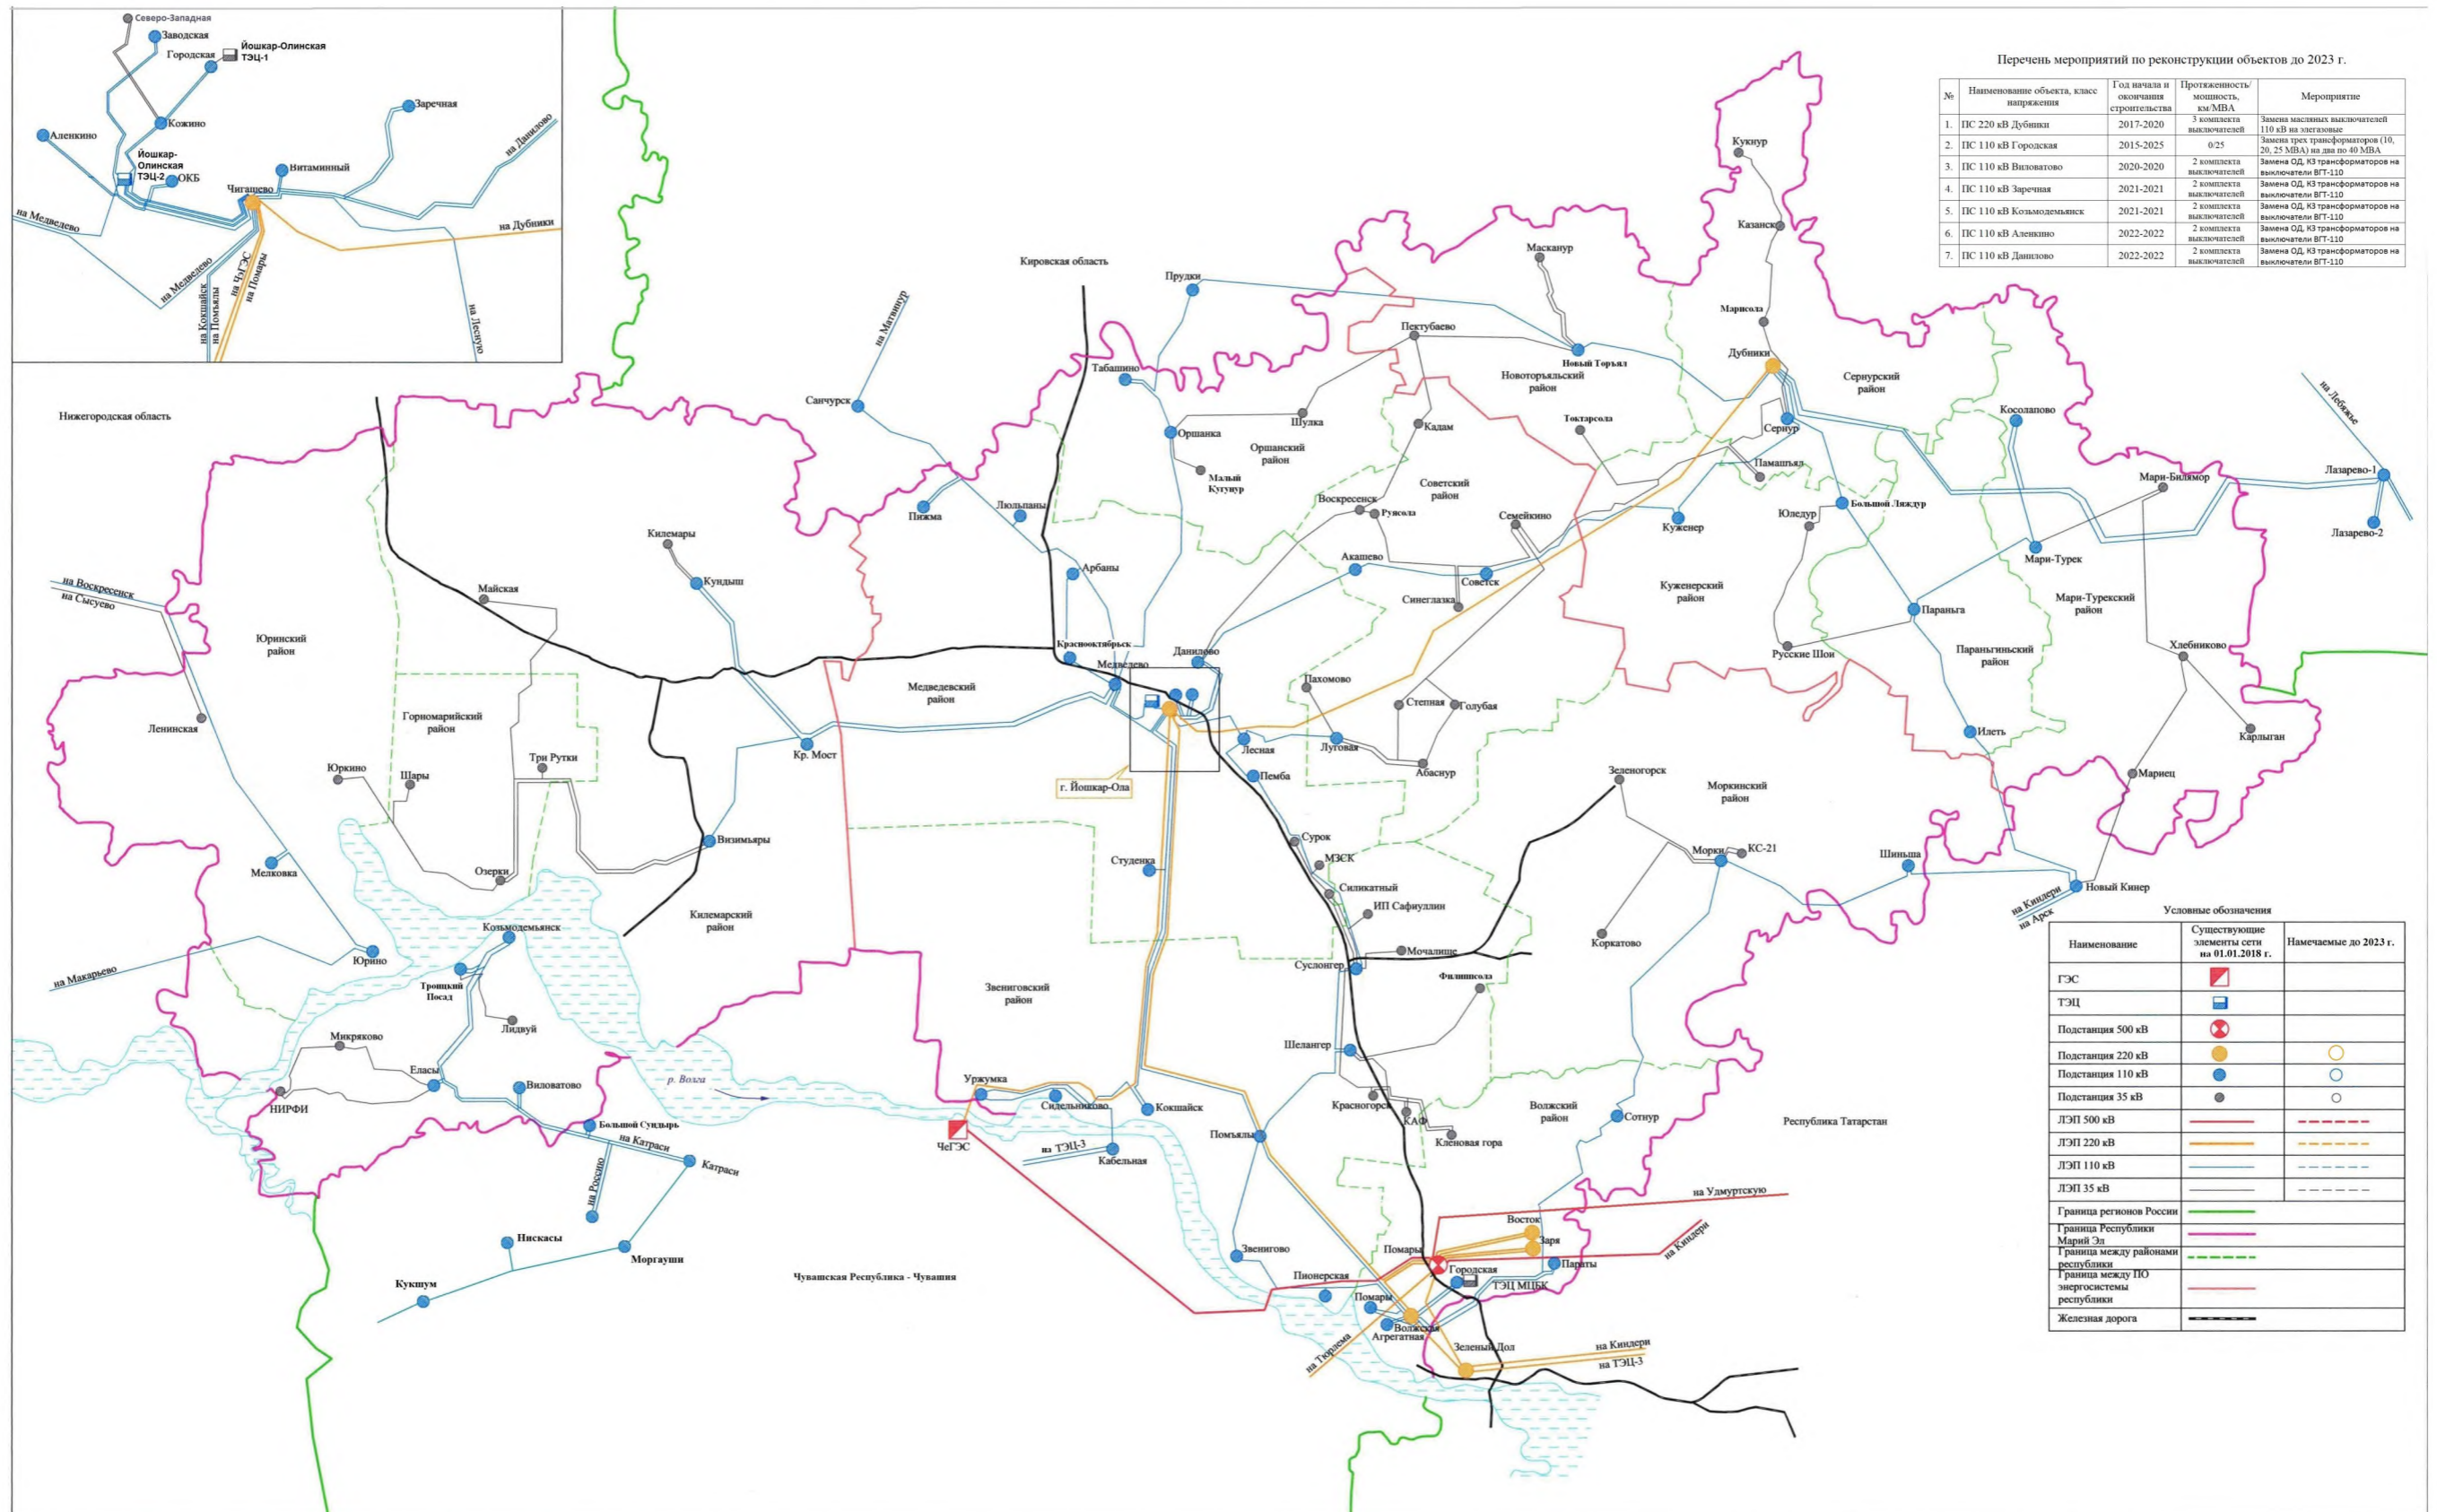 Северо-Западная
Заводская
Городская
Йошкар-Олинская
ТЭЦ-1
Заречная
Кожино
Аленкино
на Данилово
Йошкар-
Олинская
ТЭЦ-2
ОКБ
Витаминный
Чигашево
на Медведево
на Дубники
на Медведево
на Кокшайск
на Помъялы
на ЧеГЭС
на Помары
на Лесную
Перечень мероприятий по реконструкции объектов до 2023 г.
№ Наименование объекта, класс напряжения Год начала и окончания строительства Протяженность/ мощность, км/МВА Мероприятие
1. ПС 220 кВ Дубники 2017-2020 3 комплекта выключателей Замена масляных выключателей 110 кВ на элегазовые
2. ПС 110 кВ Городская 2015-2025 0/25 Замена трех трансформаторов (10, 20, 25 МВА) на два по 40 МВА
3. ПС 110 кВ Виловатово 2020-2020 2 комплекта выключателей Замена ОД, КЗ трансформаторов на выключатели ВГТ-110
4. ПС 110 кВ Заречная 2021-2021 2 комплекта выключателей Замена ОД, КЗ трансформаторов на выключатели ВГТ-110
5. ПС 110 кВ Козьмодемьянск 2021-2021 2 комплекта выключателей Замена ОД, КЗ трансформаторов на выключатели ВГТ-110
6. ПС 110 кВ Аленкино 2022-2022 2 комплекта выключателей Замена ОД, КЗ трансформаторов на выключатели ВГТ-110
7. ПС 110 кВ Данилово 2022-2022 2 комплекта выключателей Замена ОД, КЗ трансформаторов на выключатели ВГТ-110
Кукнур
Казанск
Масканур
Кировская область
Прудки
Марисола
на Матвинур
Пектубаево
Дубники
Новый Торъял
Новоторъяльский
район
Сернурский
район
Табашино
Санчурск
Нижегородская область
на Лебяжье
Косолапово
Шулка
Кадам
Токтарсола
Сернур
Оршанка
Оршанский
район
Памашъял
Лазарево-1
Мари-Билямор
Малый
Кугунур
Советский
район
Воскресенск
Руясола
Большой Ляждур
Юледур
Пижма
Люльпаны
Семейкино
Куженер
Лазарево-2
Килемары
Акашево
Советск
Мари-Турек
Арбаны
Кундыш
на Воскресенск
на Сысуево
Майская
Синеглазка
Куженерский
район
Мари-Турекский
район
Параньга
Юринский
район
Краснооктябрьск
Данилово
Медведево
Русские Шои
Параньгинский
район
Хлебниково
Медведевский
район
Пахомово
Степная
Голубая
Горномарийский
район
Ленинская
Кр. Мост
Лесная
Луговая
Илеть
Карлыган
Три Рутки
Юркино
Шары
Пемба
Абаснур
Зеленогорск
Мариец
г. Йошкар-Ола
Моркинский
район
Визимьяры
Сурок
МЗСК
Морки
КС-21
Шиньша
Студенка
Мелковка
Озерки
Силикатный
Новый Кинер
на Киндери
на Арск
ИП Сафиуллин
Килемарский
район
Козьмодемьянск
Коркатово
Мочалище
Юрино
Суслонгер
Филиппсола
на Макарьево
Троицкий
Посад
Звениговский
район
Лидвуй
Микряково
Шелангер
Еласы
Виловатово
р. Волга
Уржумка
Сидельниково
Кокшайск
НИРФИ
Красногорск
КАФ
Кленовая гора
Волжский
район
Сотнур
Республика Татарстан
Большой Сундырь
на Катраси
Катраси
ЧеГЭС
на ТЭЦ-3
Кабельная
Помъялы
на Россию
на Удмуртскую
Восток
Заря
Нискасы
Моргауши
Звенигово
Помары
на Киндери
Городская
Параты
ТЭЦ МЦБК
Кукшум
Чувашская Республика - Чувашия
Пионерская
Помары
Волжская
Агрегатная
на Тюрлема
Зеленый Дол
на Киндери
на ТЭЦ-3
Условные обозначения
Наименование Существующие элементы сети на 01.01.2018 г. Намечаемые до 2023 г.
ГЭС
ТЭЦ
Подстанция 500 кВ
Подстанция 220 кВ
Подстанция 110 кВ
Подстанция 35 кВ
ЛЭП 500 кВ
ЛЭП 220 кВ
ЛЭП 110 кВ
ЛЭП 35 кВ
Граница регионов России
Граница Республики
Марий Эл
Граница между районами
республики
Граница между ПО
энергосистемы
республики
Железная дорога